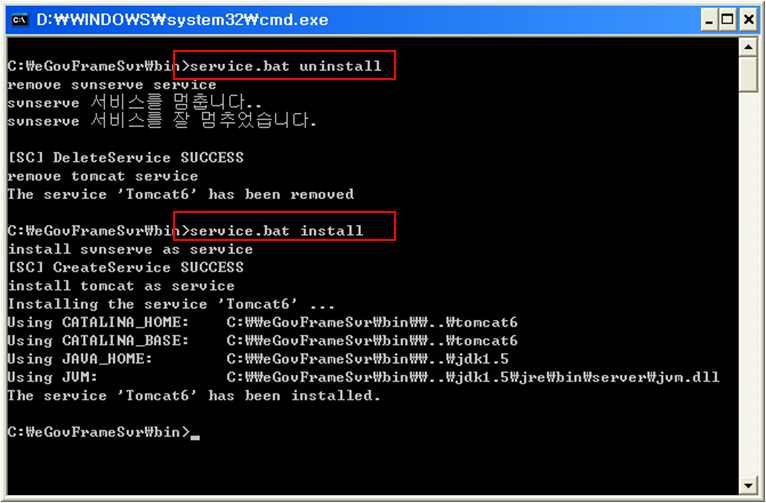 D:₩WINDOWS₩system32₩cmd.exe
C:₩eGovFrameSvr₩bin>service.bat uninstall
remove svnserve service
svnserve 서비스를 멈춥니다..
svnserve 서비스를 잘 멈추었습니다.
[SC] DeleteService SUCCESS
remove tomcat service
The service 'Tomcat6' has been removed
C:₩eGovFrameSvr₩bin>service.bat install
install svnserve as service
[SC] CreateService SUCCESS
install tomcat as service
Installing the service 'Tomcat6' ...
Using CATALINA_HOME:    C:₩₩eGovFrameSvr₩bin₩₩..₩tomcat6
Using CATALINA_BASE:    C:₩₩eGovFrameSvr₩bin₩₩..₩tomcat6
Using JAVA_HOME:        C:₩₩eGovFrameSvr₩bin₩₩..₩jdk1.5
Using JVM:              C:₩₩eGovFrameSvr₩bin₩₩..₩jdk1.5₩jre₩bin₩server₩jvm.dll
The service 'Tomcat6' has been installed.
C:₩eGovFrameSvr₩bin>_